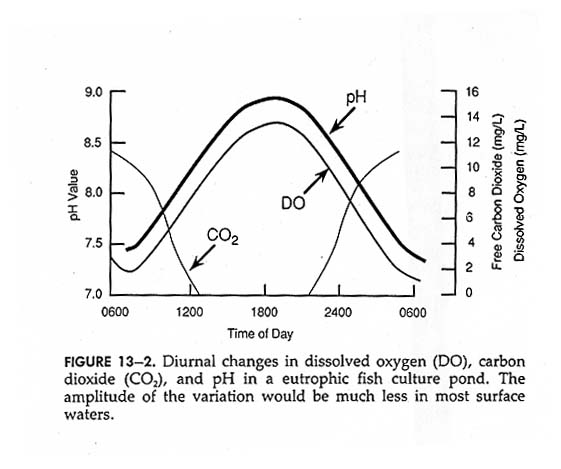 9.0
8.5
8.0
7.5
7.0
pH Value
pH
DO
CO₂
16
14
12
10
8
6
4
2
0
Free Carbon Dioxide (mg/L)
Dissolved Oxygen (mg/L)
0600
1200
1800
2400
0600
Time of Day
FIGURE 13–2. Diurnal changes in dissolved oxygen (DO), carbon
dioxide (CO₂), and pH in a eutrophic fish culture pond. The
amplitude of the variation would be much less in most surface
waters.